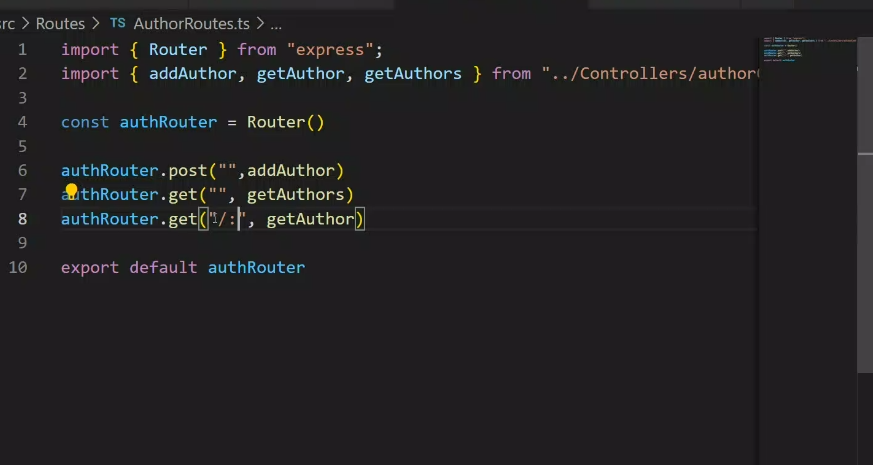 src > Routes > TS AuthorRoutes.ts > ...
1 import { Router } from "express";
2 import { addAuthor, getAuthor, getAuthors } from "../Controllers/author
3
4 const authRouter = Router()
5
6 authRouter.post("",addAuthor)
7 authRouter.get("", getAuthors)
8 authRouter.get("/:", getAuthor)
9
10 export default authRouter